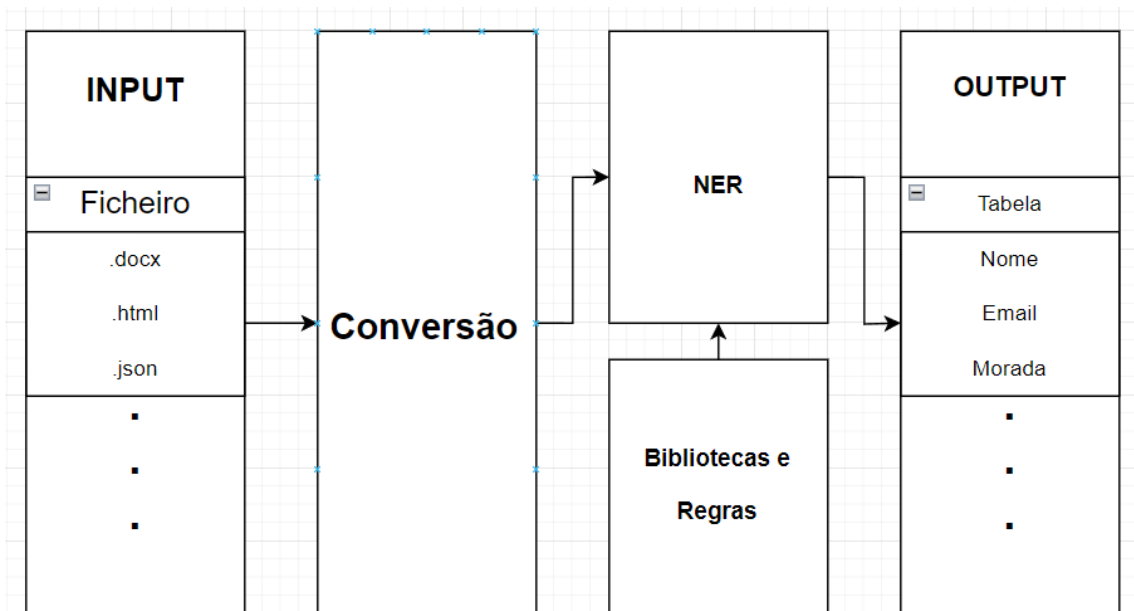 INPUT
Ficheiro
.docx
.html
.json
.
.
.
Conversão
NER
Bibliotecas e
Regras
OUTPUT
Tabela
Nome
Email
Morada
.
.
.